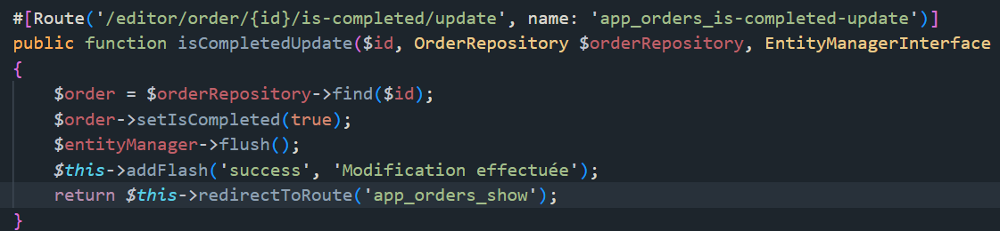 #[Route('/editor/order/{id}/is-completed/update', name: 'app_orders_is-completed-update')]
public function isCompletedUpdate($id, OrderRepository $orderRepository, EntityManagerInterface
{
$order = $orderRepository->find($id);
$order->setIsCompleted(true);
$entityManager->flush();
$this->addFlash('success', 'Modification effectuée');
return $this->redirectToRoute('app_orders_show');
}